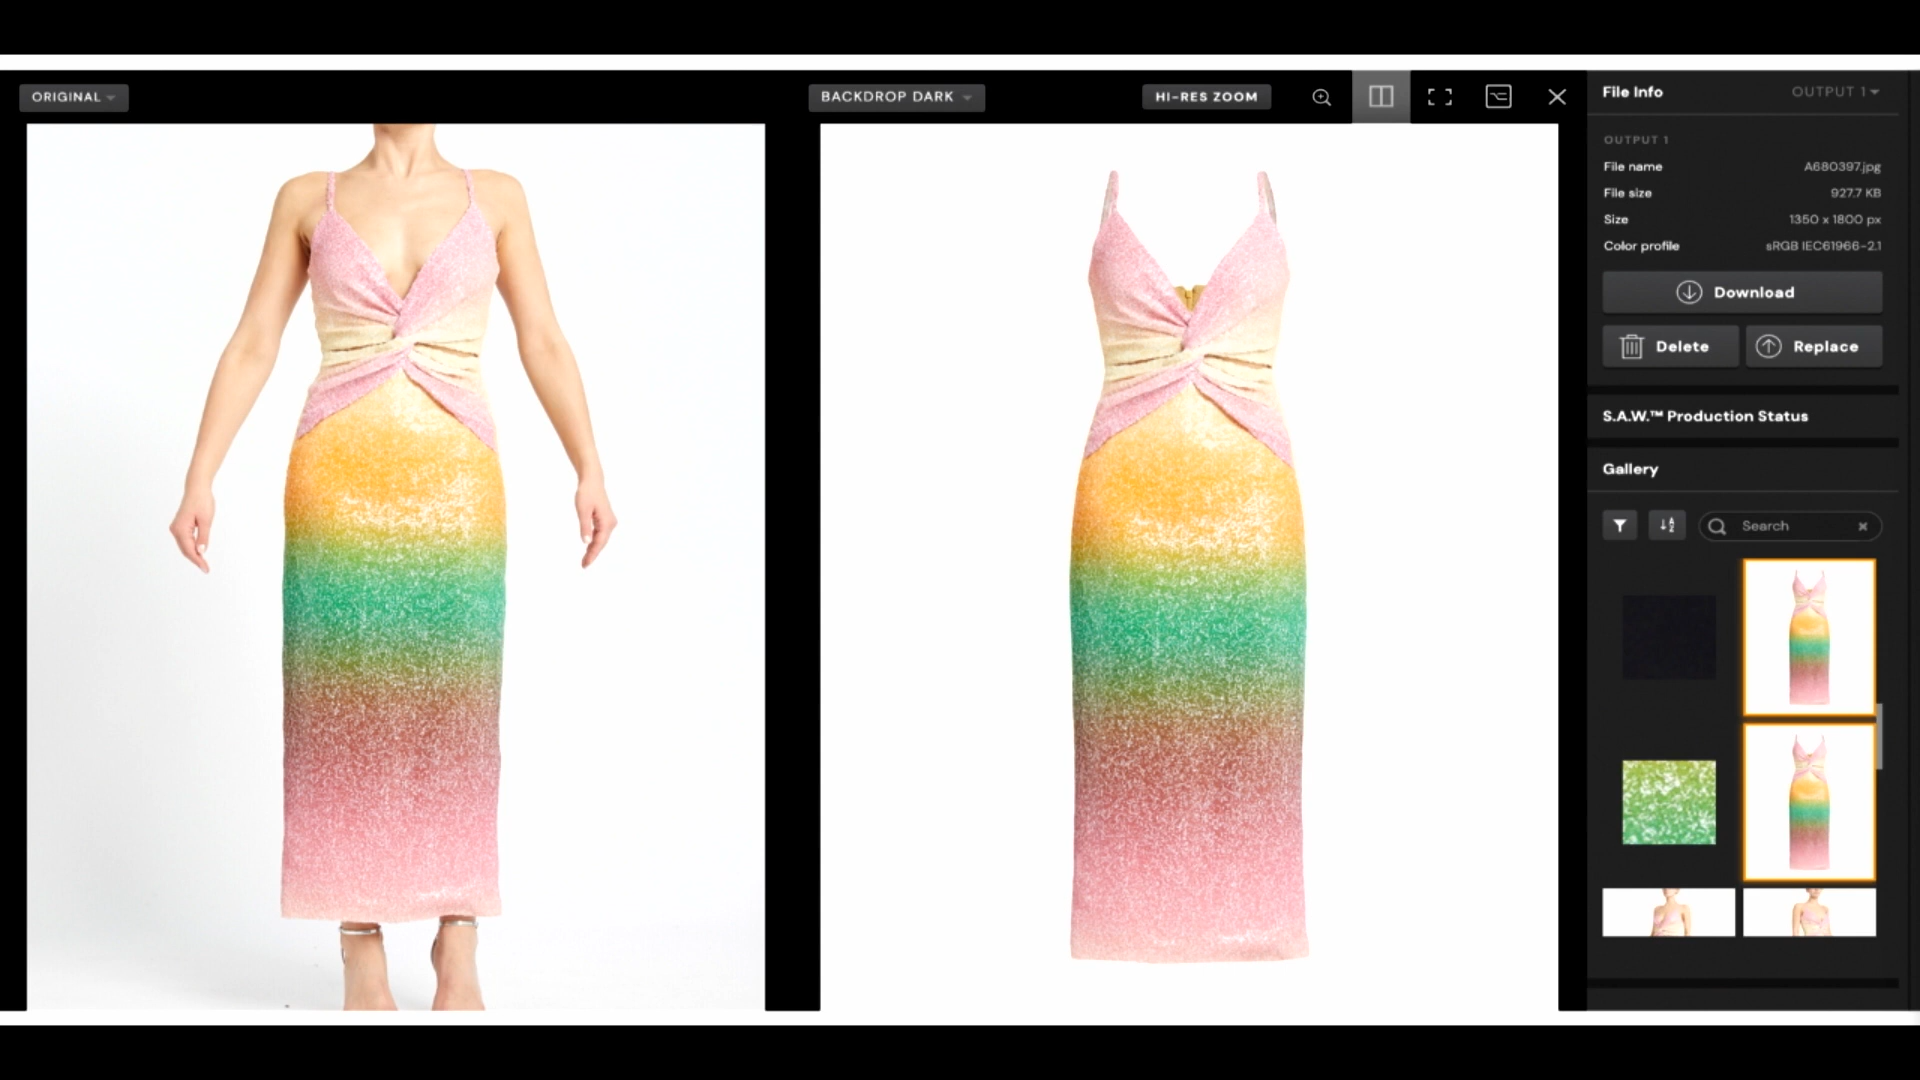 ORIGINAL
BACKDROP DARK
HI-RES ZOOM
File Info
OUTPUT 1
OUTPUT 1
File name A680397.jpg
File size 927.7 KB
Size 1350 x 1800 px
Color profile sRGB IEC61966-2.1
Download
Delete
Replace
S.A.W.™ Production Status
Gallery
Search